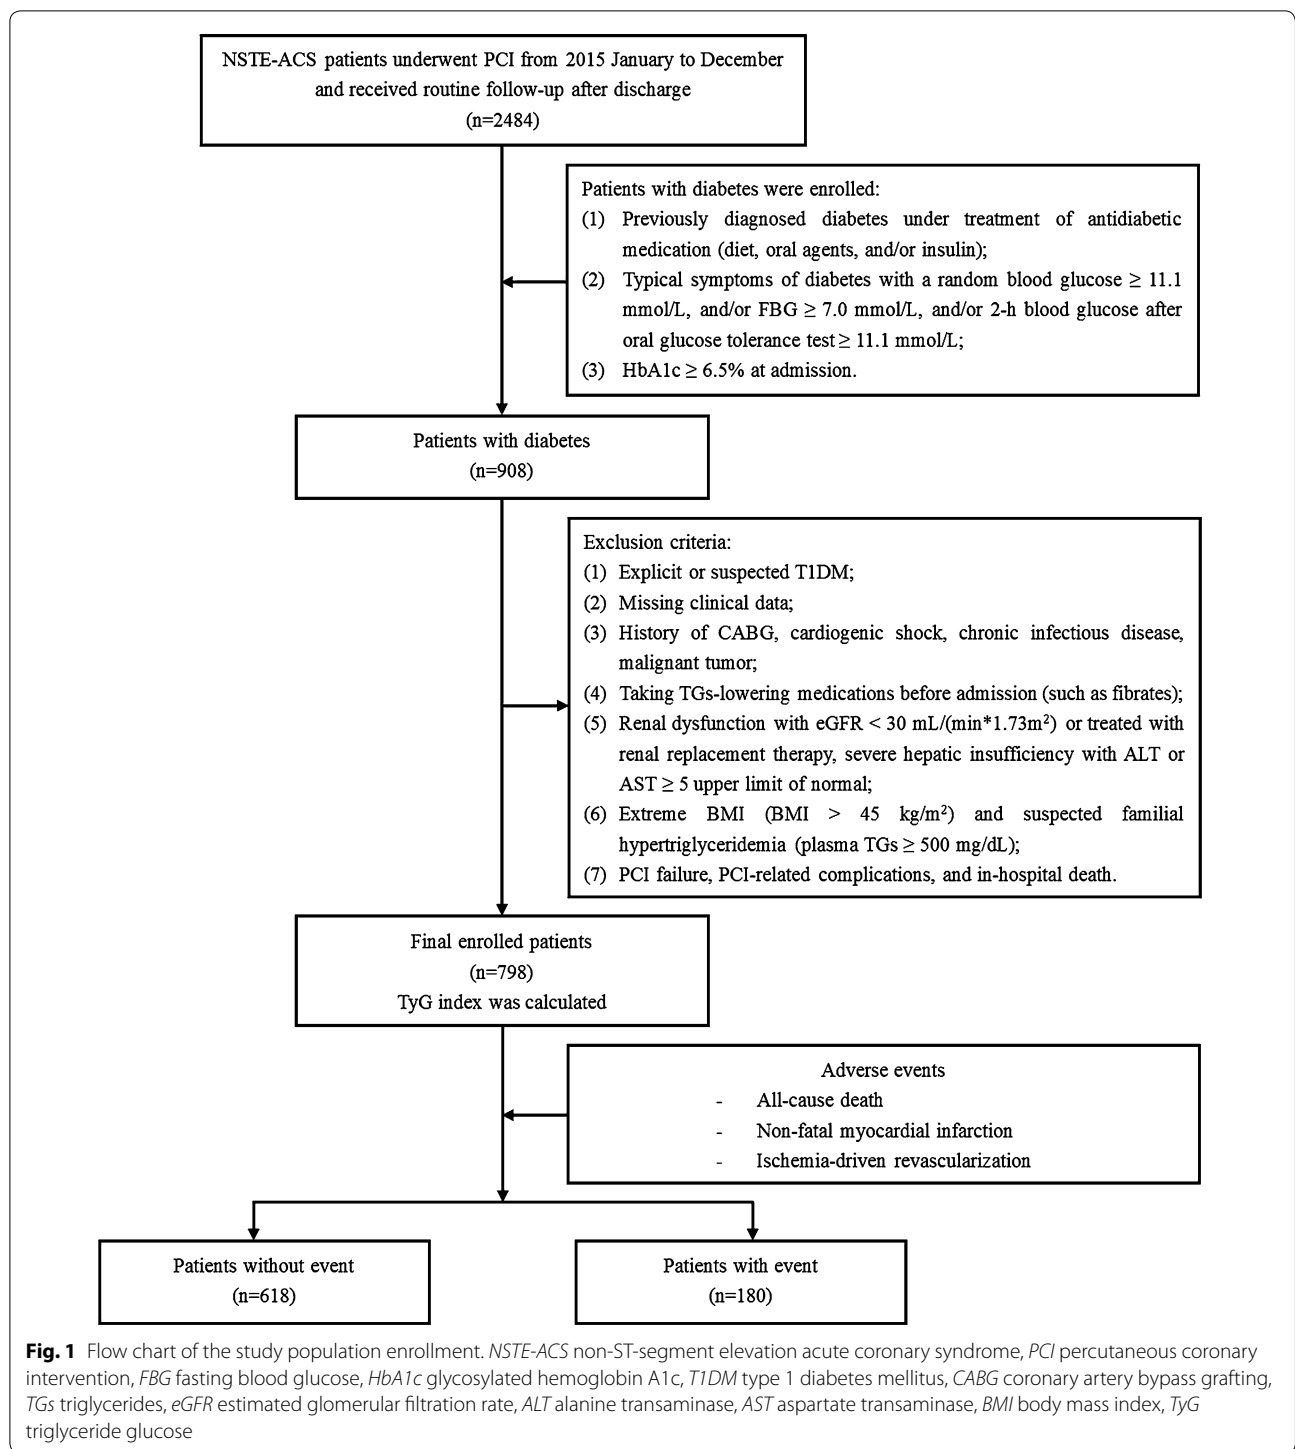 NSTE-ACS patients underwent PCI from 2015 January to December
and received routine follow-up after discharge
(n=2484)
Patients with diabetes were enrolled:
(1) Previously diagnosed diabetes under treatment of antidiabetic
medication (diet, oral agents, and/or insulin);
(2) Typical symptoms of diabetes with a random blood glucose ≥ 11.1
mmol/L, and/or FBG ≥ 7.0 mmol/L, and/or 2-h blood glucose after
oral glucose tolerance test ≥ 11.1 mmol/L;
(3) HbA1c ≥ 6.5% at admission.
Patients with diabetes
(n=908)
Exclusion criteria:
(1) Explicit or suspected T1DM;
(2) Missing clinical data;
(3) History of CABG, cardiogenic shock, chronic infectious disease,
malignant tumor;
(4) Taking TGs-lowering medications before admission (such as fibrates);
(5) Renal dysfunction with eGFR < 30 mL/(min*1.73m²) or treated with
renal replacement therapy, severe hepatic insufficiency with ALT or
AST ≥ 5 upper limit of normal;
(6) Extreme BMI (BMI > 45 kg/m²) and suspected familial
hypertriglyceridemia (plasma TGs ≥ 500 mg/dL);
(7) PCI failure, PCI-related complications, and in-hospital death.
Final enrolled patients
(n=798)
TyG index was calculated
Adverse events
- All-cause death
- Non-fatal myocardial infarction
- Ischemia-driven revascularization
Patients without event
(n=618)
Patients with event
(n=180)
Fig. 1 Flow chart of the study population enrollment. NSTE-ACS non-ST-segment elevation acute coronary syndrome, PCI percutaneous coronary
intervention, FBG fasting blood glucose, HbA1c glycosylated hemoglobin A1c, T1DM type 1 diabetes mellitus, CABG coronary artery bypass grafting,
TGs triglycerides, eGFR estimated glomerular filtration rate, ALT alanine transaminase, AST aspartate transaminase, BMI body mass index, TyG
triglyceride glucose